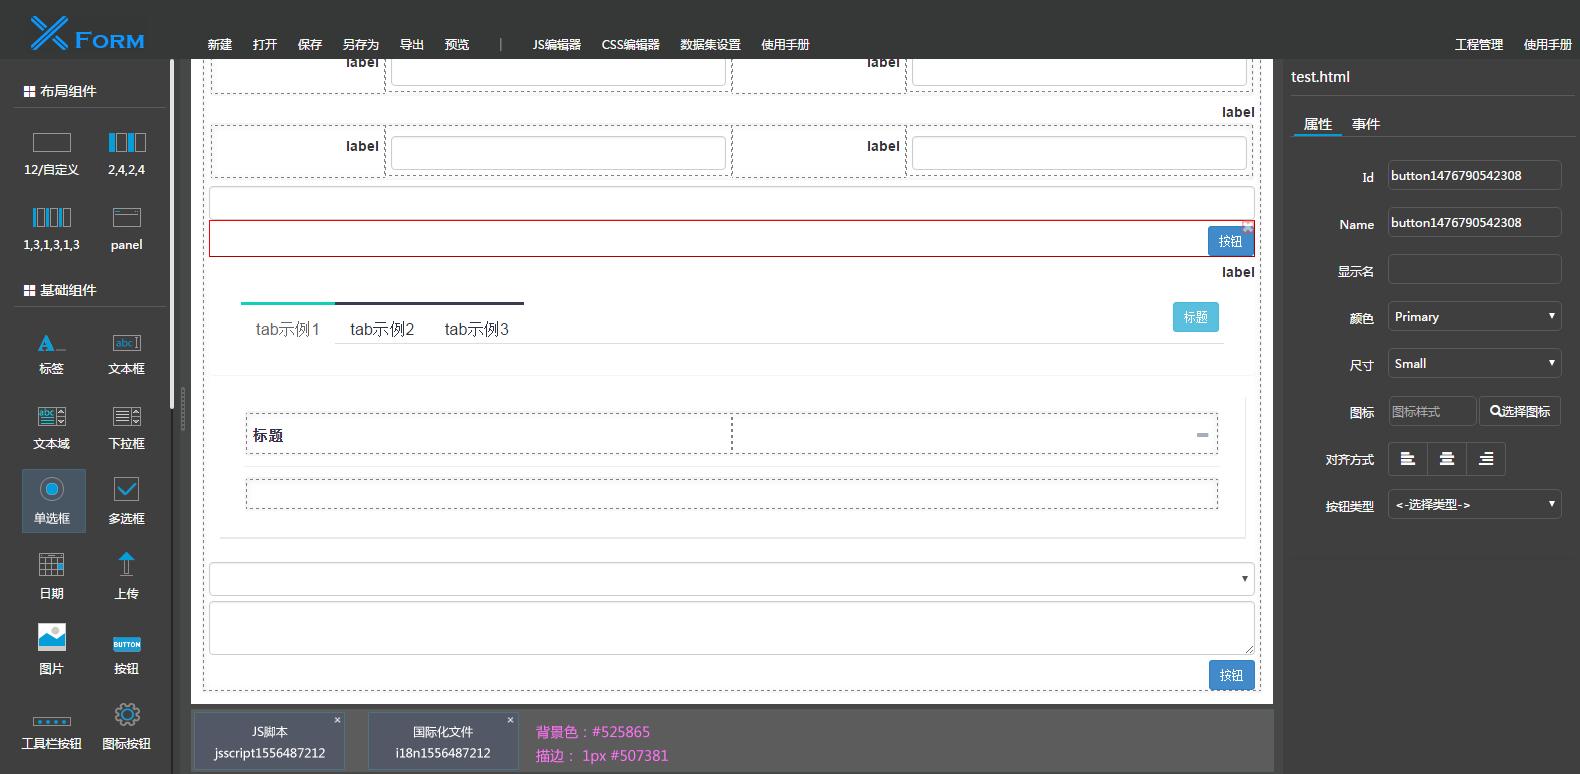 X FORM
新建 打开 保存 另存为 导出 预览 | JS编辑器 CSS编辑器 数据集设置 使用手册 工程管理 使用手册
布局组件
12/自定义 2,4,2,4
1,3,1,3,1,3 panel
基础组件
标签 文本框
文本域 下拉框
单选框 多选框
日期 上传
图片 BUTTON
按钮
工具栏按钮 图标按钮
label label
label
label label
按钮
label
tab示例1 tab示例2 tab示例3 标题
标题
按钮
JS脚本
jsscript1556487212
国际化文件
i18n1556487212
背景色：#525865
描边： 1px #507381
test.html
属性 事件
Id button1476790542308
Name button1476790542308
显示名
颜色 Primary
尺寸 Small
图标 图标样式 选择图标
对齐方式
按钮类型 <-选择类型->